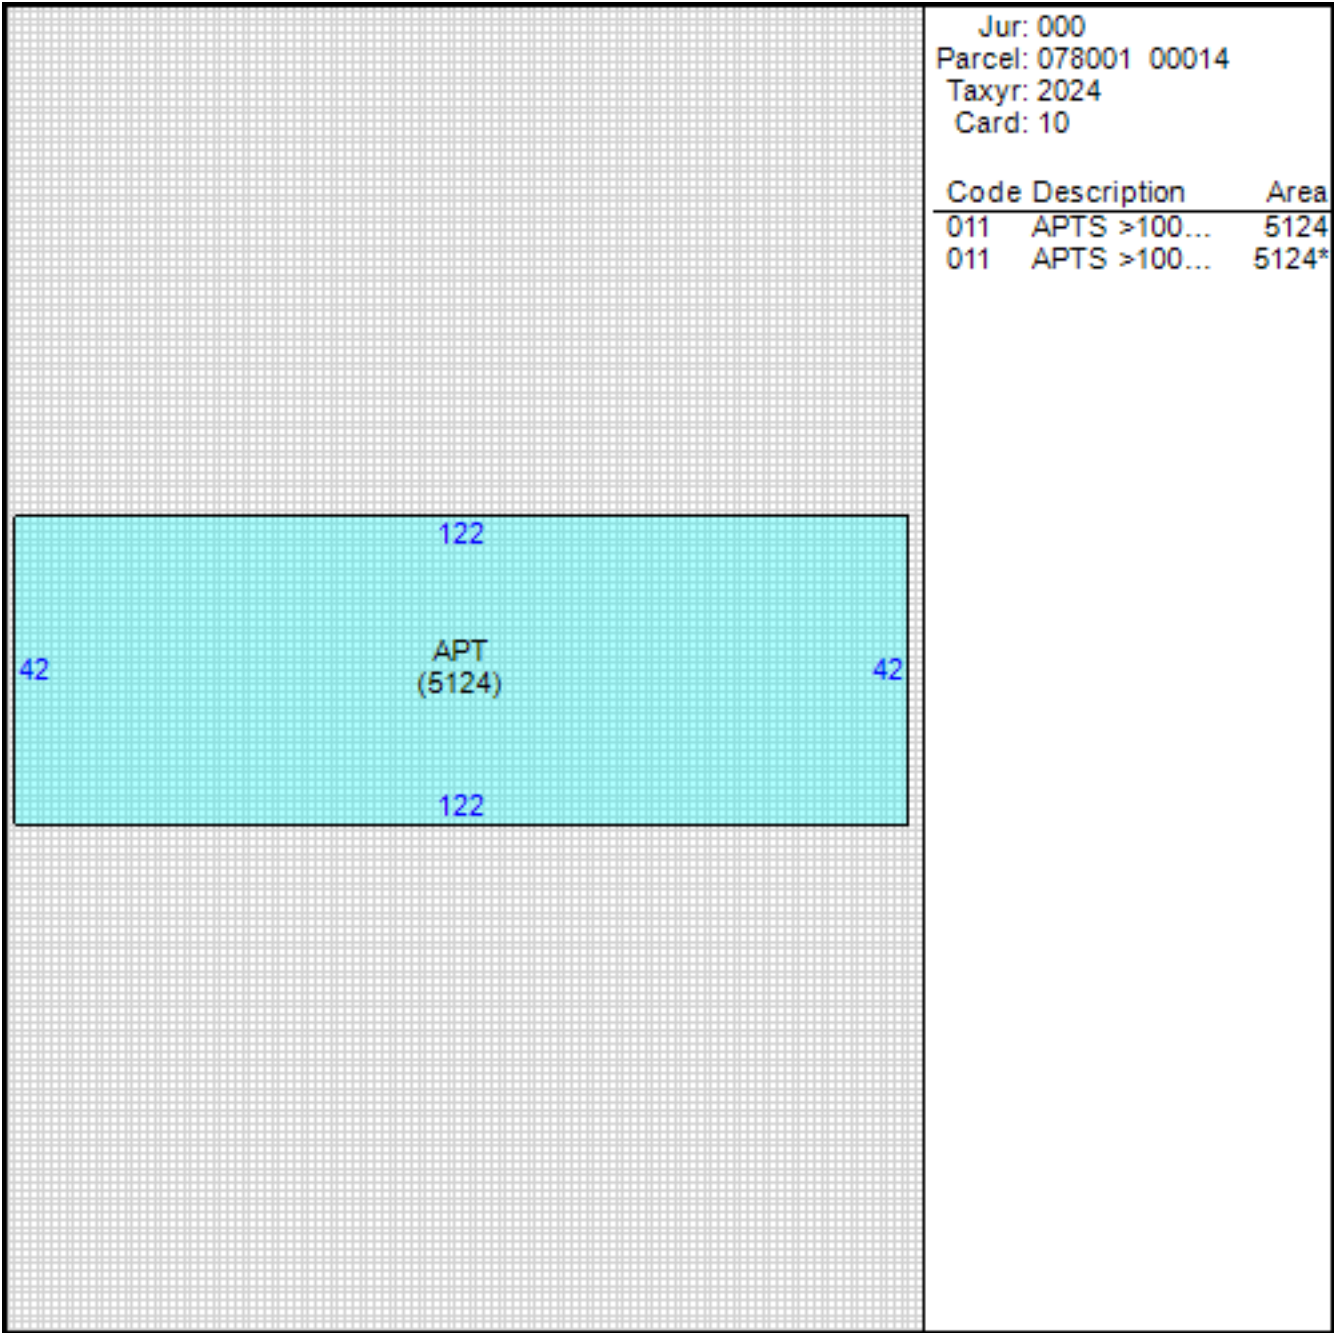 Jur: 000
Parcel: 078001 00014
Taxyr: 2024
Card: 10
Code Description Area
011 APTS >100... 5124
011 APTS >100... 5124*
122
42
APT
(5124)
42
122